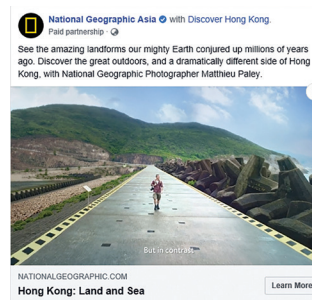 National Geographic Asia with Discover Hong Kong.
Paid partnership ·
See the amazing landforms our mighty Earth conjured up millions of years
ago. Discover the great outdoors, and a dramatically different side of Hong
Kong, with National Geographic Photographer Matthieu Paley.
But in contrast
NATIONALGEOGRAPHIC.COM
Hong Kong: Land and Sea
Learn More